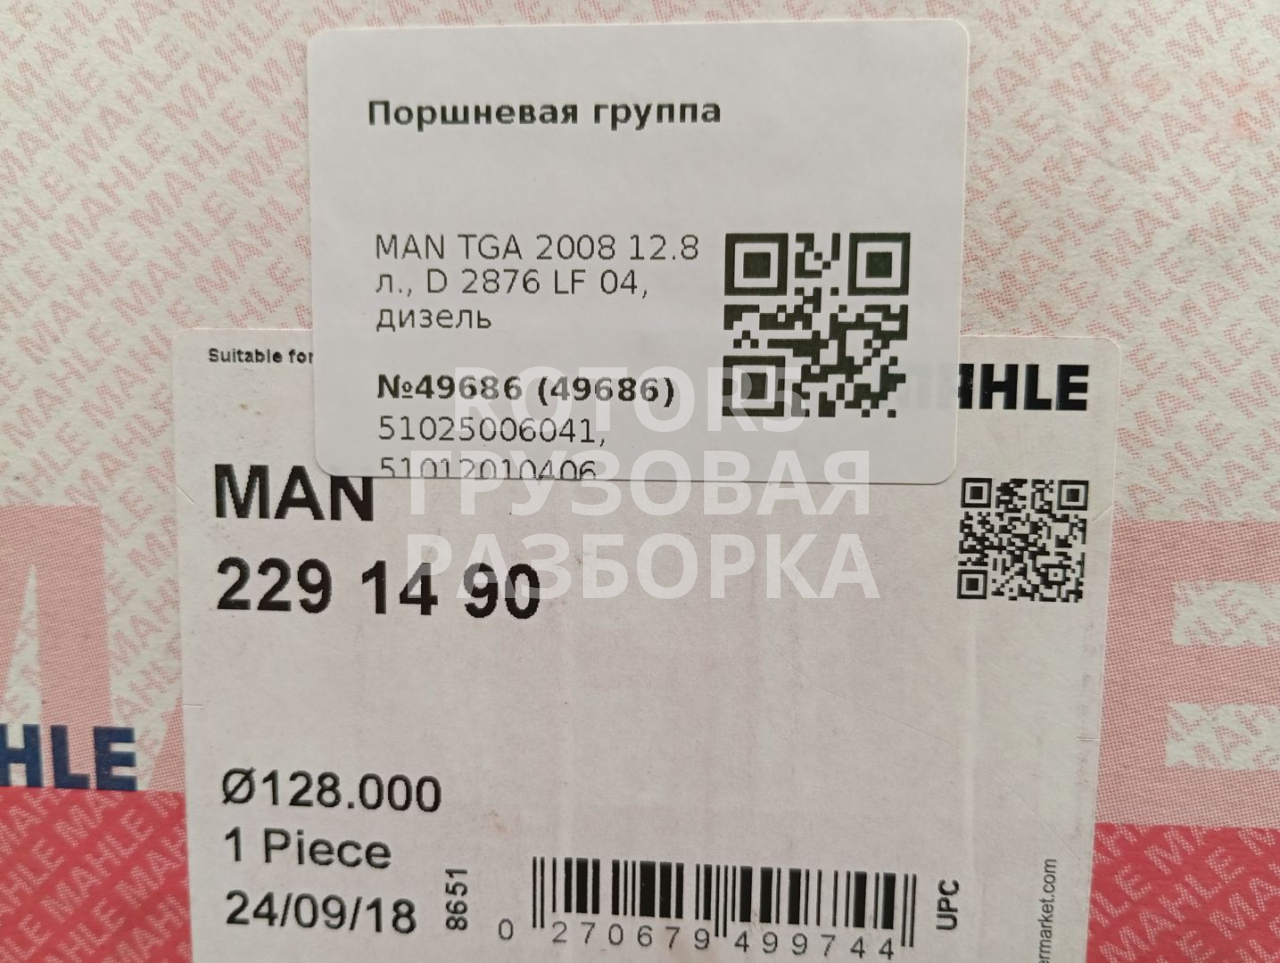 Поршневая группа
MAN TGA 2008 12.8
л., D 2876 LF 04,
дизель
№49686 (49686)
51025006041,
51012010406
Suitable for
MAHLE
MAN
229 14 90
ROTORS
ГРУЗОВАЯ
РАЗБОРКА
HLE
Ø128.000
1 Piece
24/09/18
8651
0 270679 499744
UPC
ermarket.com